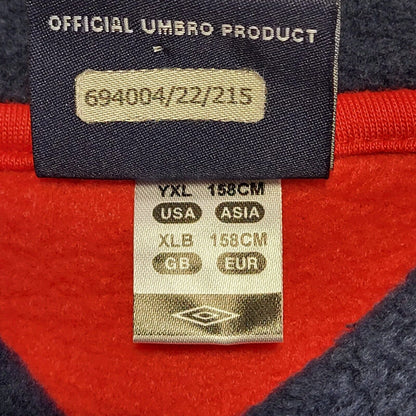 OFFICIAL UMBRO PRODUCT
694004/22/215
YXL 158CM
USA ASIA
XLB 158CM
GB EUR